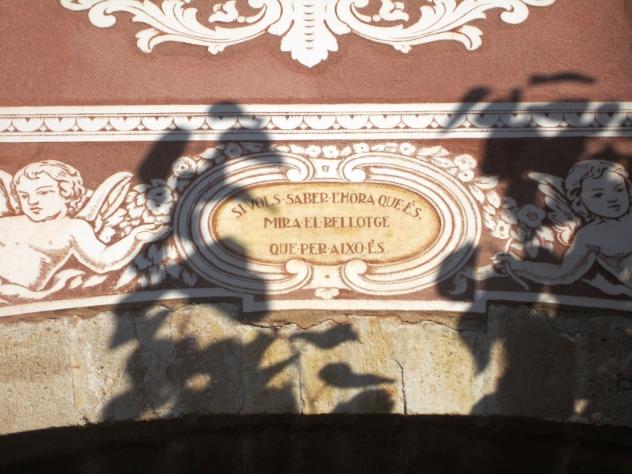 SI·VOLS·SABER·L'HORA·QUE·ÉS,
MIRA·EL·RELLOTGE
QUE·PER·AIXO·ÉS.